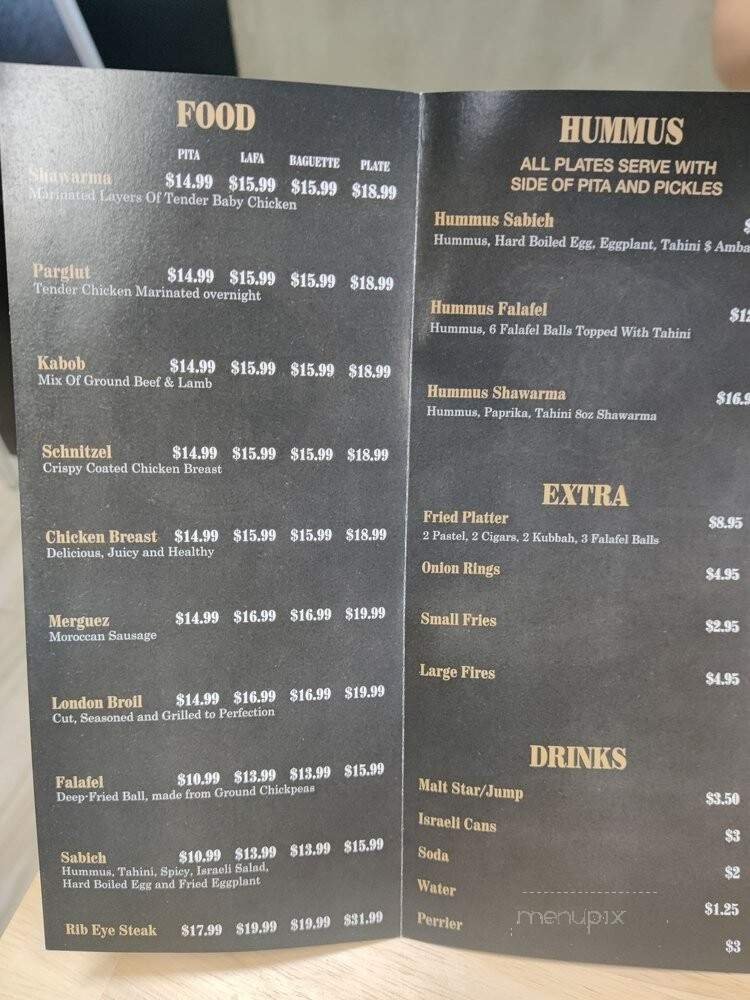 FOOD
PITA LAFA BAGUETTE PLATE
Shawarma $14.99 $15.99 $15.99 $18.99
Marinated Layers Of Tender Baby Chicken
Pargiut $14.99 $15.99 $15.99 $18.99
Tender Chicken Marinated overnight
Kabob $14.99 $15.99 $15.99 $18.99
Mix Of Ground Beef & Lamb
Schnitzel $14.99 $15.99 $15.99 $18.99
Crispy Coated Chicken Breast
Chicken Breast $14.99 $15.99 $15.99 $18.99
Delicious, Juicy and Healthy
Merguez $14.99 $16.99 $16.99 $19.99
Moroccan Sausage
London Broil $14.99 $16.99 $16.99 $19.99
Cut, Seasoned and Grilled to Perfection
Falafel $10.99 $13.99 $13.99 $15.99
Deep-Fried Ball, made from Ground Chickpeas
Sabich $10.99 $13.99 $13.99 $15.99
Hummus, Tahini, Spicy, Israeli Salad,
Hard Boiled Egg and Fried Eggplant
Rib Eye Steak $17.99 $19.99 $19.99 $31.99
HUMMUS
ALL PLATES SERVE WITH
SIDE OF PITA AND PICKLES
Hummus Sabich $
Hummus, Hard Boiled Egg, Eggplant, Tahini $ Amba
Hummus Falafel $12
Hummus, 6 Falafel Balls Topped With Tahini
Hummus Shawarma $16.9
Hummus, Paprika, Tahini 8oz Shawarma
EXTRA
Fried Platter $8.95
2 Pastel, 2 Cigars, 2 Kubbah, 3 Falafel Balls
Onion Rings $4.95
Small Fries $2.95
Large Fires $4.95
DRINKS
Malt Star/Jump $3.50
Israeli Cans $3
Soda $2
Water $1.25
Perrier $3
menupix